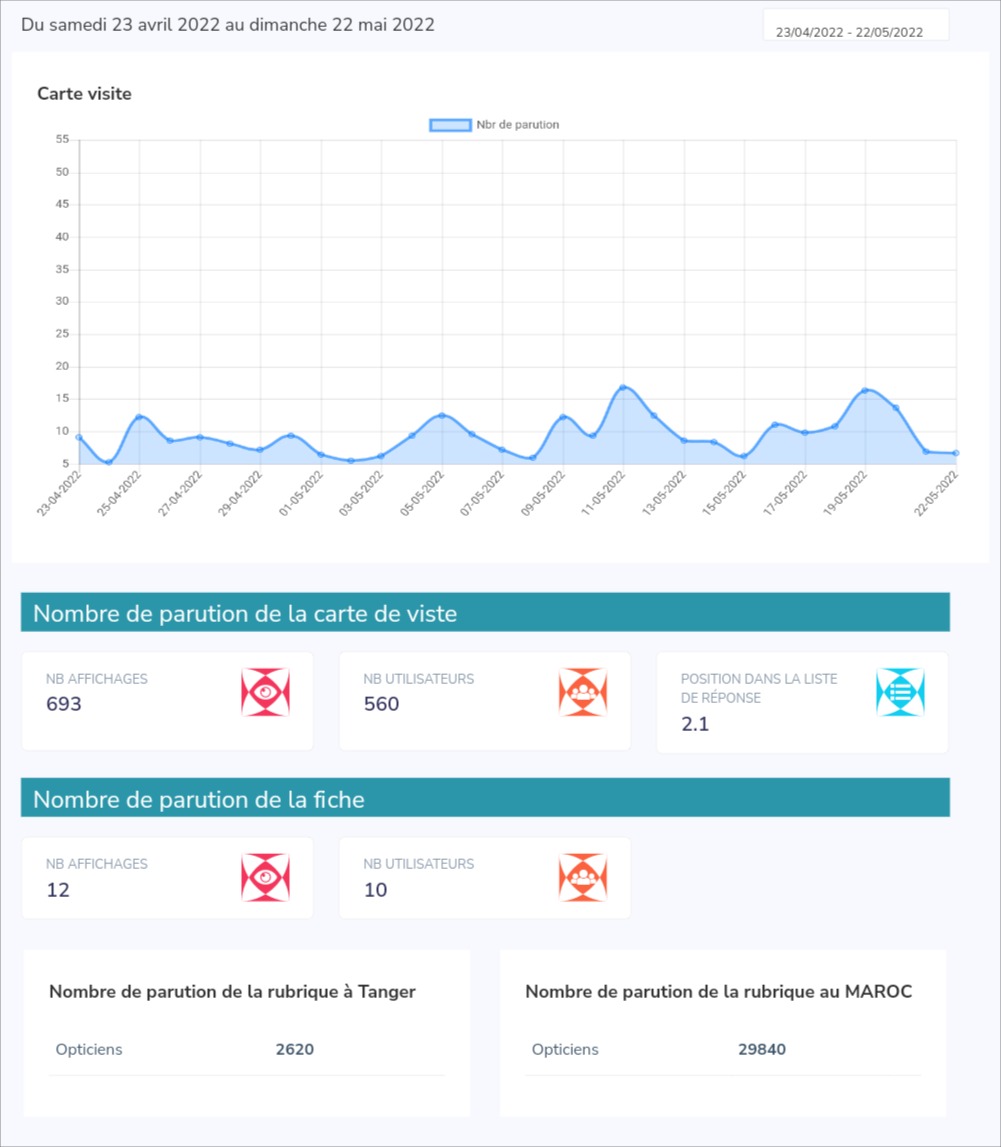 Du samedi 23 avril 2022 au dimanche 22 mai 2022
23/04/2022 - 22/05/2022
Carte visite
Nbr de parution
55
50
45
40
35
30
25
20
15
10
5
23-04-2022
25-04-2022
27-04-2022
29-04-2022
01-05-2022
03-05-2022
05-05-2022
07-05-2022
09-05-2022
11-05-2022
13-05-2022
15-05-2022
17-05-2022
19-05-2022
22-05-2022
Nombre de parution de la carte de viste
NB AFFICHAGES
693
NB UTILISATEURS
560
POSITION DANS LA LISTE
DE RÉPONSE
2.1
Nombre de parution de la fiche
NB AFFICHAGES
12
NB UTILISATEURS
10
Nombre de parution de la rubrique à Tanger
Opticiens 2620
Nombre de parution de la rubrique au MAROC
Opticiens 29840